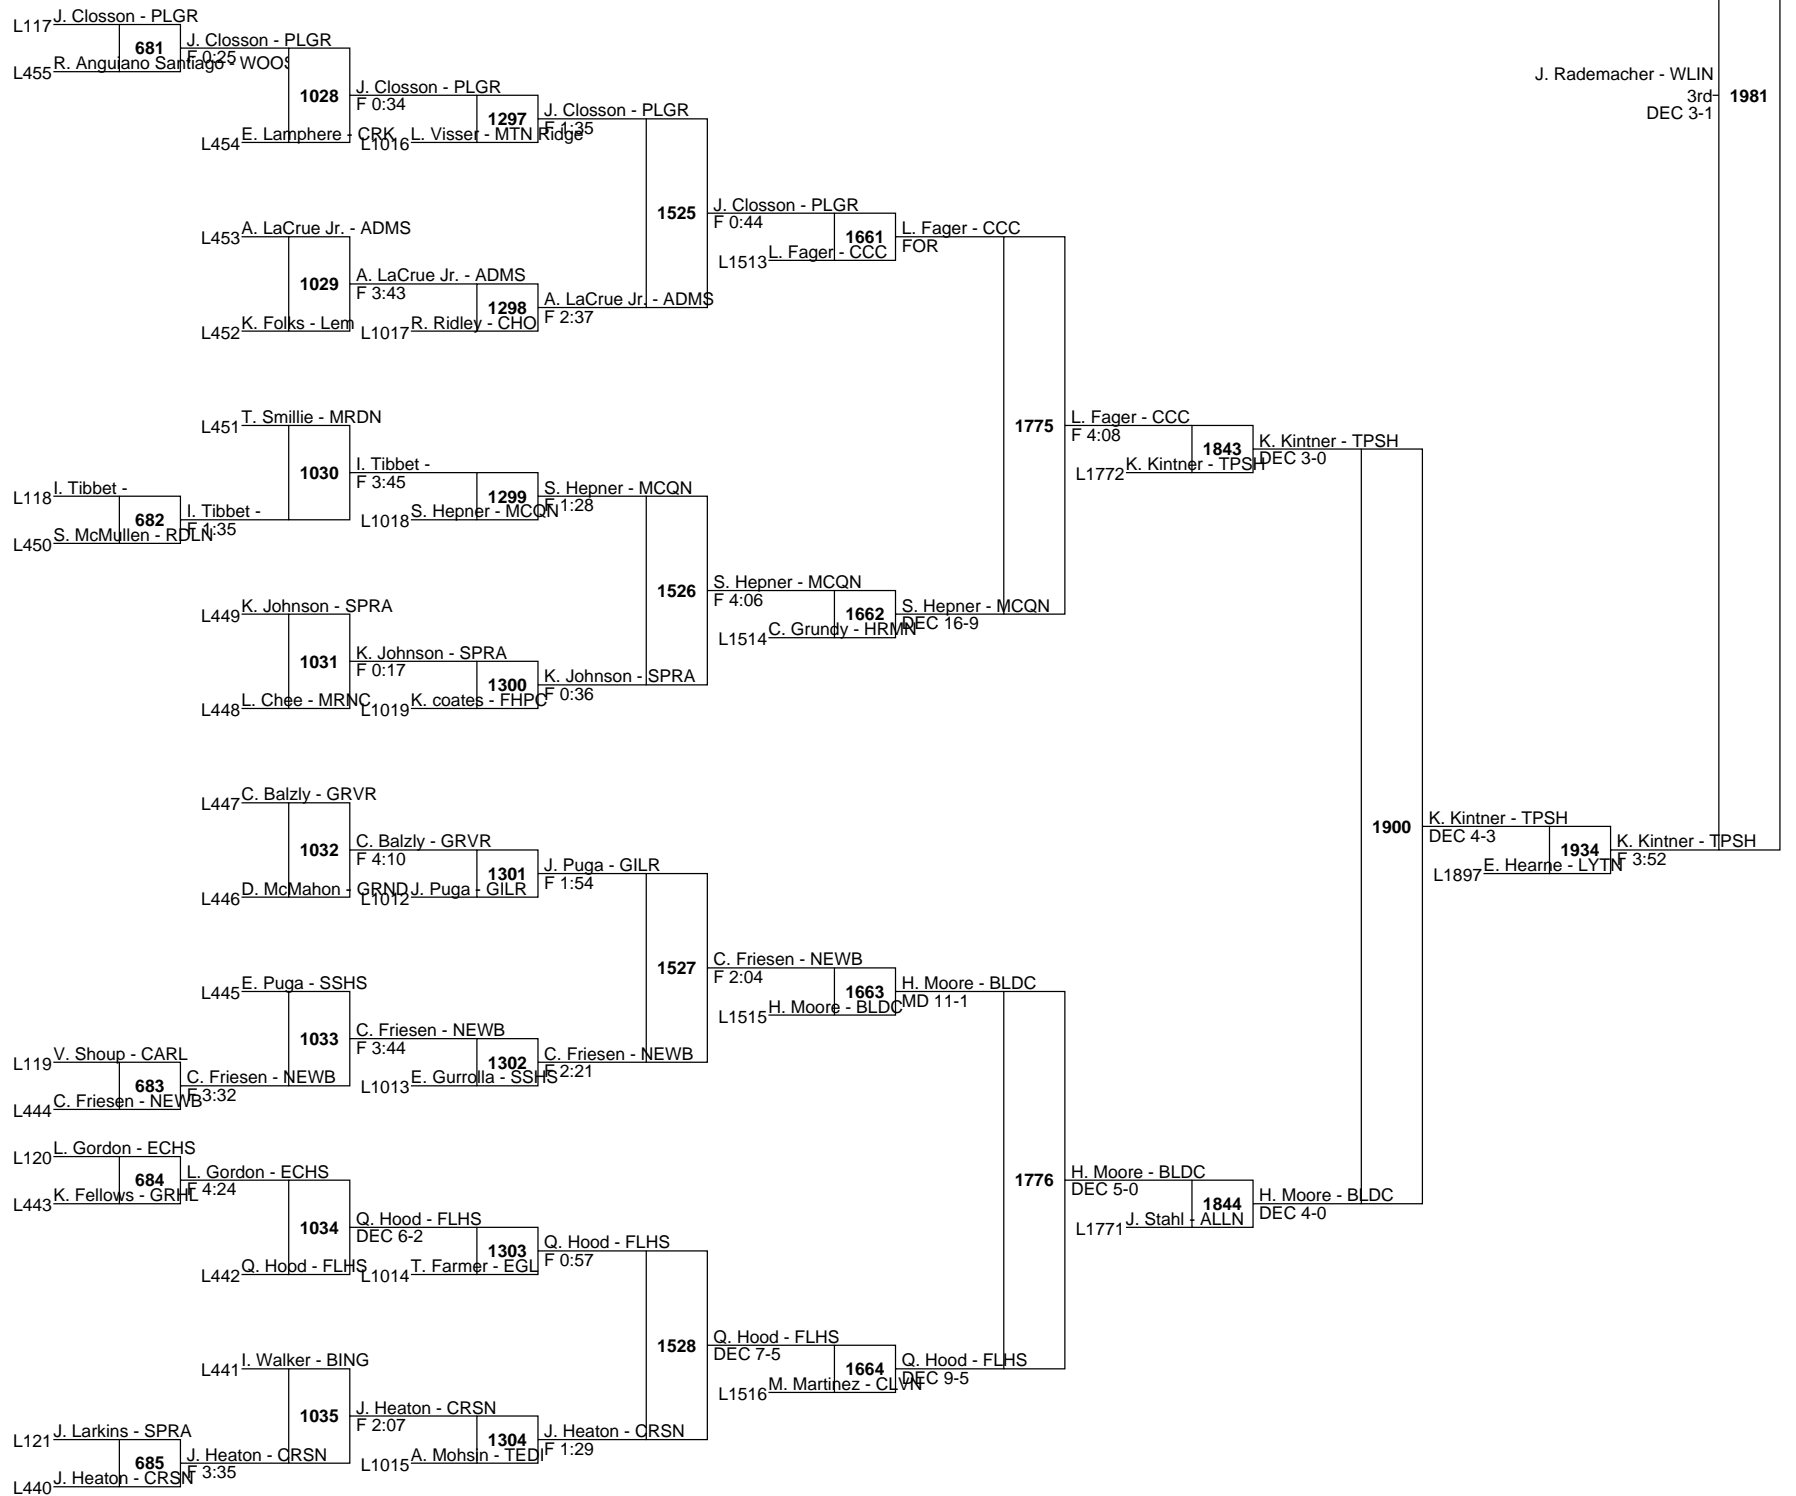 L117 J. Closson - PLGR
681 J. Closson - PLGR
F 0:25
L455 R. Anguiano Santiago - WOOS
1028 J. Closson - PLGR
F 0:34
L454 E. Lamphere - CRK
1297 J. Closson - PLGR
F 1:35
L1016 L. Visser - MTN Ridge
L453 A. LaCrue Jr. - ADMS
1029 A. LaCrue Jr. - ADMS
F 3:43
L452 K. Folks - Lem
1298 A. LaCrue Jr. - ADMS
F 2:37
L1017 R. Ridley - CHO
1525 J. Closson - PLGR
F 0:44
1661 L. Fager - CCC
FOR
L1513 L. Fager - CCC
L451 T. Smillie - MRDN
1030 I. Tibbet -
F 3:45
L118 I. Tibbet -
682 I. Tibbet -
F 1:35
L450 S. McMullen - RDLN
1299 S. Hepner - MCQN
F 1:28
L1018 S. Hepner - MCQN
L449 K. Johnson - SPRA
1031 K. Johnson - SPRA
F 0:17
L448 L. Chee - MRNC
1300 K. Johnson - SPRA
F 0:36
L1019 K. coates - FHPC
1526 S. Hepner - MCQN
F 4:06
1662 S. Hepner - MCQN
DEC 16-9
L1514 C. Grundy - HRMN
1775 L. Fager - CCC
F 4:08
1843 K. Kintner - TPSH
DEC 3-0
L1772 K. Kintner - TPSH
L447 C. Balzly - GRVR
1032 C. Balzly - GRVR
F 4:10
L446 D. McMahon - GRND
1301 J. Puga - GILR
F 1:54
L1012 J. Puga - GILR
L445 E. Puga - SSHS
1033 C. Friesen - NEWB
F 3:44
L119 V. Shoup - CARL
683 C. Friesen - NEWB
F 3:32
L444 C. Friesen - NEWB
1302 C. Friesen - NEWB
F 2:21
L1013 E. Gurrolla - SSHS
1527 C. Friesen - NEWB
F 2:04
1663 H. Moore - BLDC
MD 11-1
L1515 H. Moore - BLDC
L120 L. Gordon - ECHS
684 L. Gordon - ECHS
F 4:24
L443 K. Fellows - GRHL
1034 Q. Hood - FLHS
DEC 6-2
L442 Q. Hood - FLHS
1303 Q. Hood - FLHS
F 0:57
L1014 T. Farmer - EGL
L441 I. Walker - BING
1035 J. Heaton - CRSN
F 2:07
L121 J. Larkins - SPRA
685 J. Heaton - CRSN
F 3:35
L440 J. Heaton - CRSN
1304 J. Heaton - CRSN
F 1:29
L1015 A. Mohsin - TEDI
1528 Q. Hood - FLHS
DEC 7-5
1664 Q. Hood - FLHS
DEC 9-5
L1516 M. Martinez - CLVN
1776 H. Moore - BLDC
DEC 5-0
1844 H. Moore - BLDC
DEC 4-0
L1771 J. Stahl - ALLN
1900 K. Kintner - TPSH
DEC 4-3
1934 K. Kintner - TPSH
F 3:52
L1897 E. Hearne - LYTN
J. Rademacher - WLIN
3rd 1981
DEC 3-1